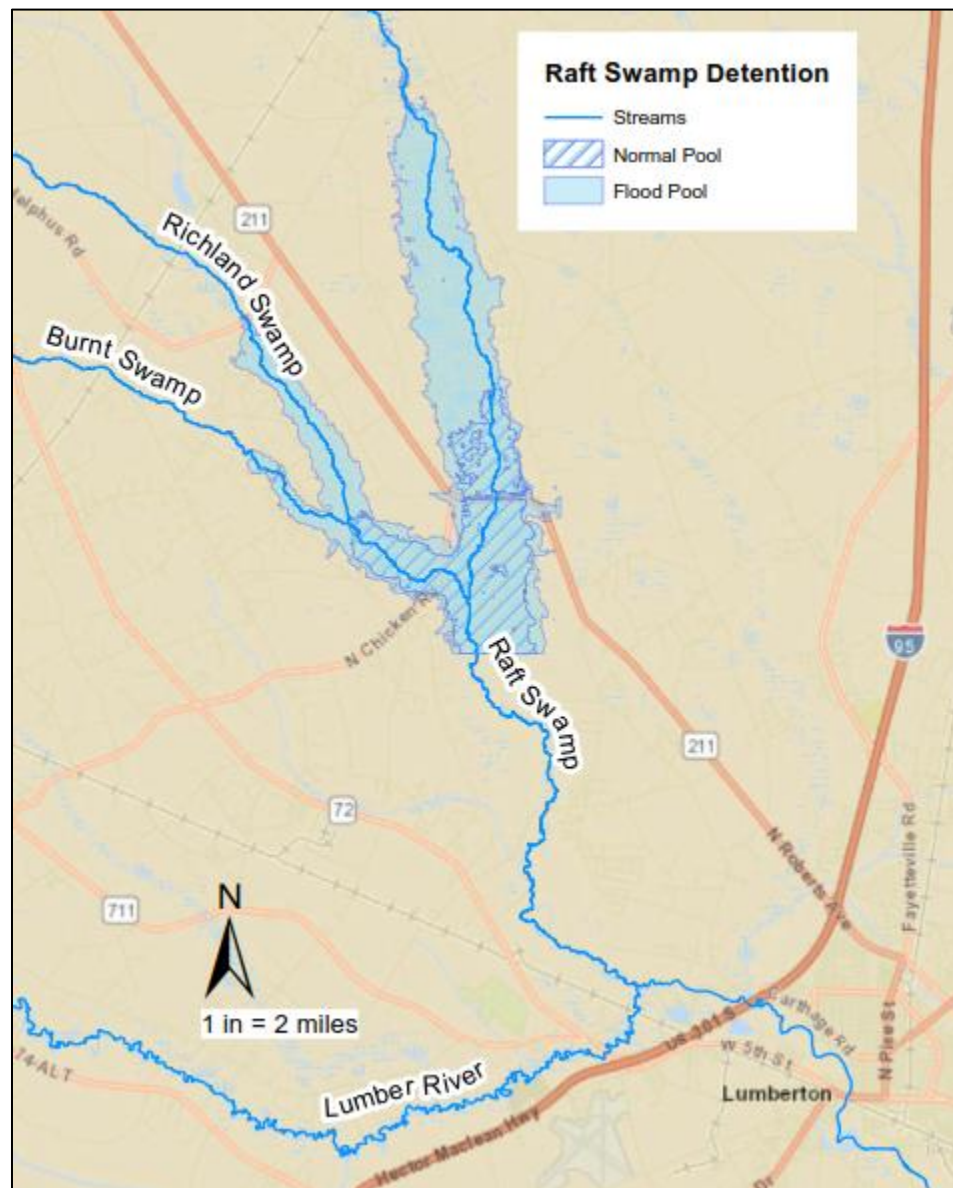 Raft Swamp Detention
Streams
Normal Pool
Flood Pool
211
Richland Swamp
Burnt Swamp
N Chicken
Raft Swamp
95
211
72
N Roberts Ave
Fayetteville Rd
711
N
1 in = 2 miles
Carthage Rd
US 301 S
W 5th St
N Pine St
74-ALT
Lumber River
Lumberton
Hector Maclean Hwy
Dr